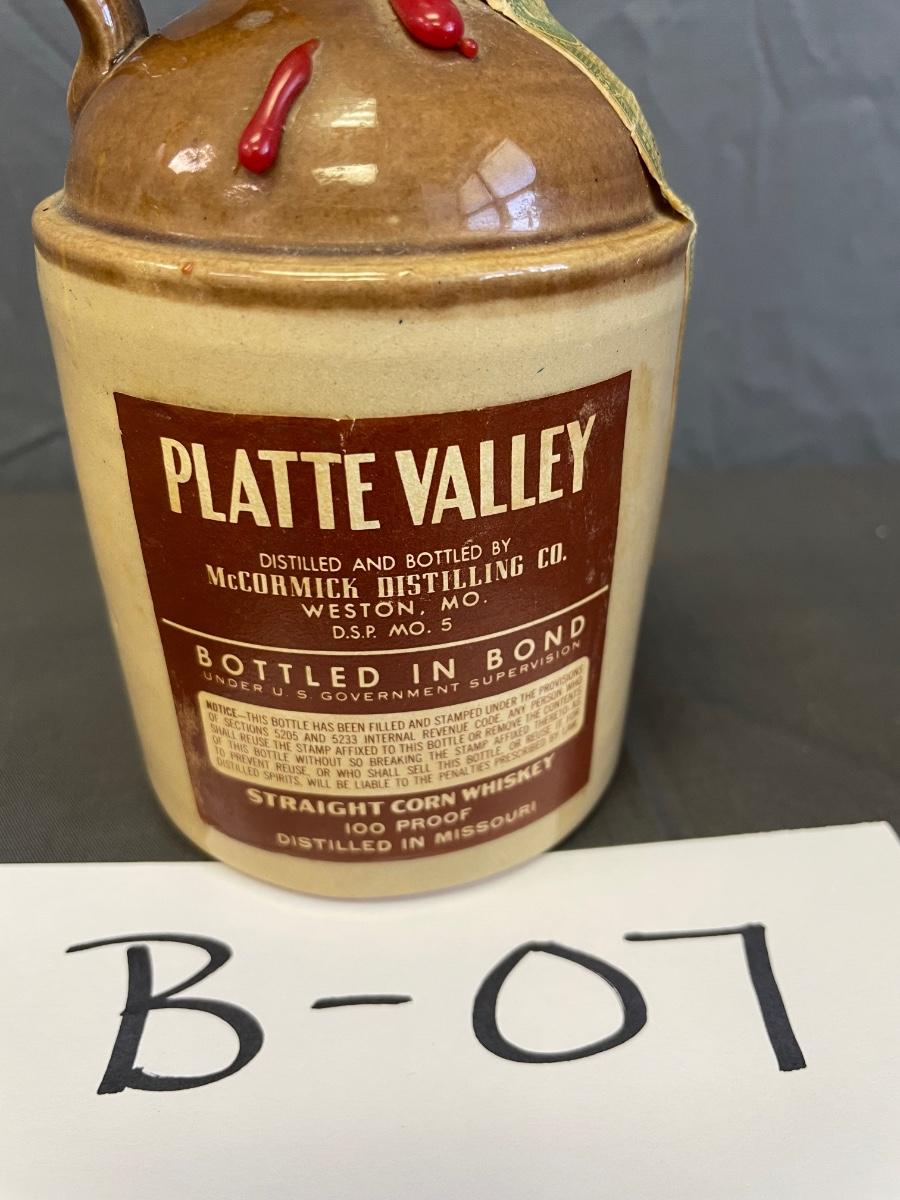 PLATTE VALLEY
DISTILLED AND BOTTLED BY
McCORMICK DISTILLING CO.
WESTON, MO.
D.S.P. MO. 5
BOTTLED IN BOND
UNDER U. S. GOVERNMENT SUPERVISION
NOTICE—THIS BOTTLE HAS BEEN FILLED AND STAMPED UNDER THE PROVISIONS
OF SECTIONS 5205 AND 5233 INTERNAL REVENUE CODE. ANY PERSON WHO
SHALL REUSE THE STAMP AFFIXED TO THIS BOTTLE OR REMOVE THE CONTENTS
OF THIS BOTTLE WITHOUT SO BREAKING THE STAMP AFFIXED THERETO AS
TO PREVENT REUSE, OR WHO SHALL SELL THIS BOTTLE, OR REUSE IT FOR
DISTILLED SPIRITS, WILL BE LIABLE TO THE PENALTIES PRESCRIBED BY LAW
STRAIGHT CORN WHISKEY
100 PROOF
DISTILLED IN MISSOURI
B-07